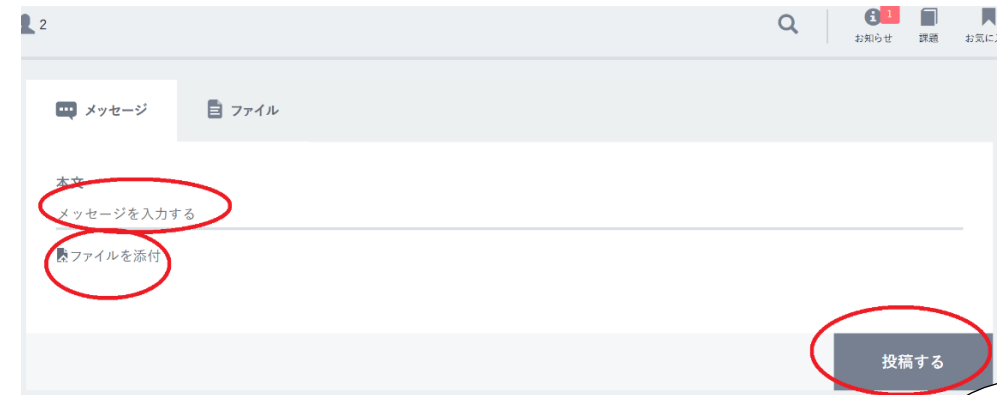 2
1
お知らせ 課題 お気に
メッセージ ファイル
本文
メッセージを入力する
ファイルを添付
投稿する